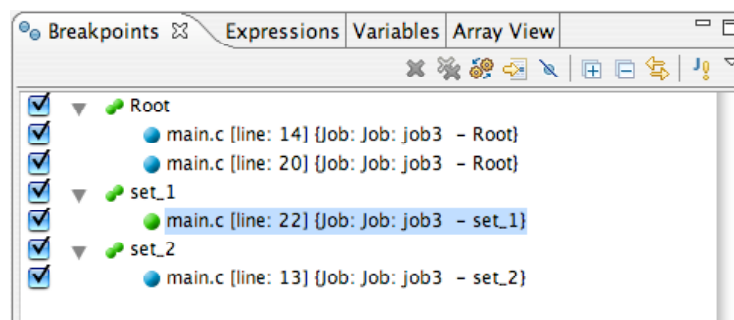 Breakpoints Expressions Variables Array View
Root
main.c [line: 14] {Job: Job: job3 - Root}
main.c [line: 20] {Job: Job: job3 - Root}
set_1
main.c [line: 22] {Job: Job: job3 - set_1}
set_2
main.c [line: 13] {Job: Job: job3 - set_2}